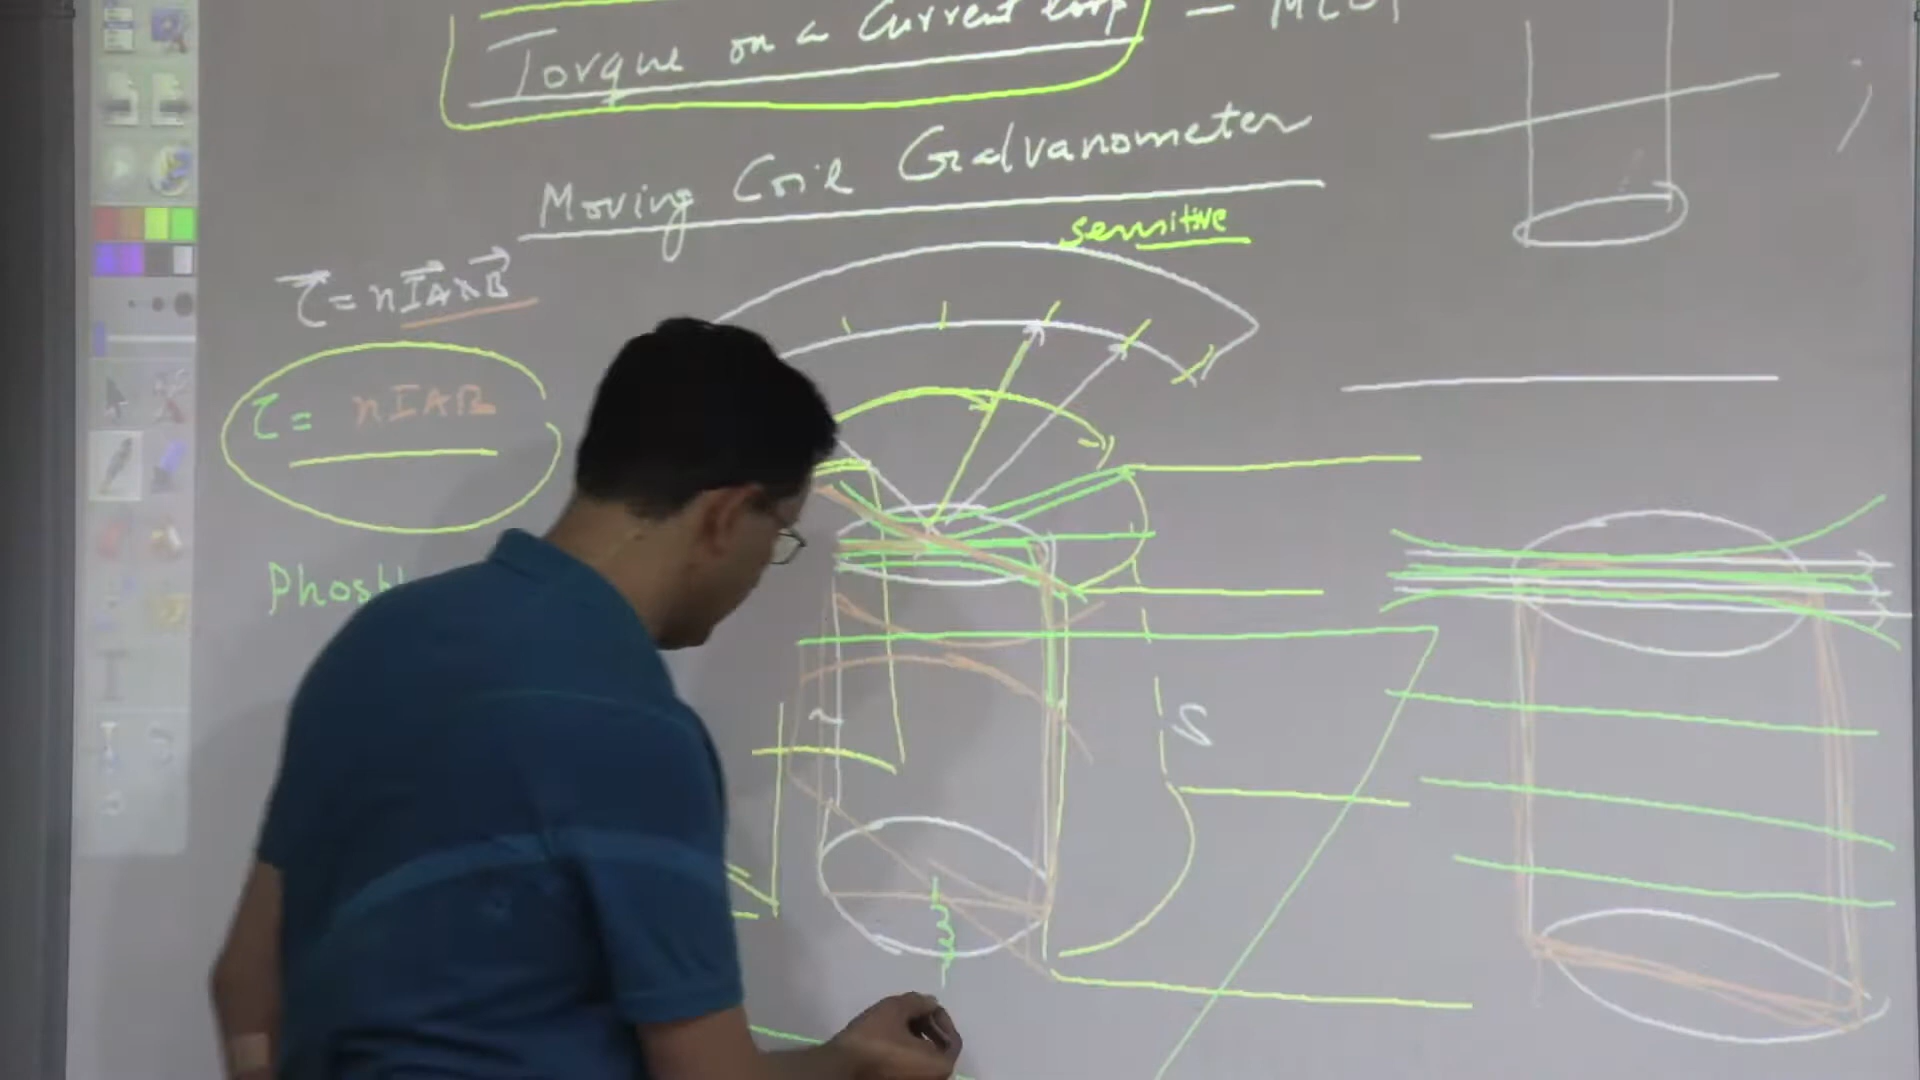 Torque on a Current loop –
Moving Coil Galvanometer
sensitive
τ = nIA×B
τ = nIAB
S